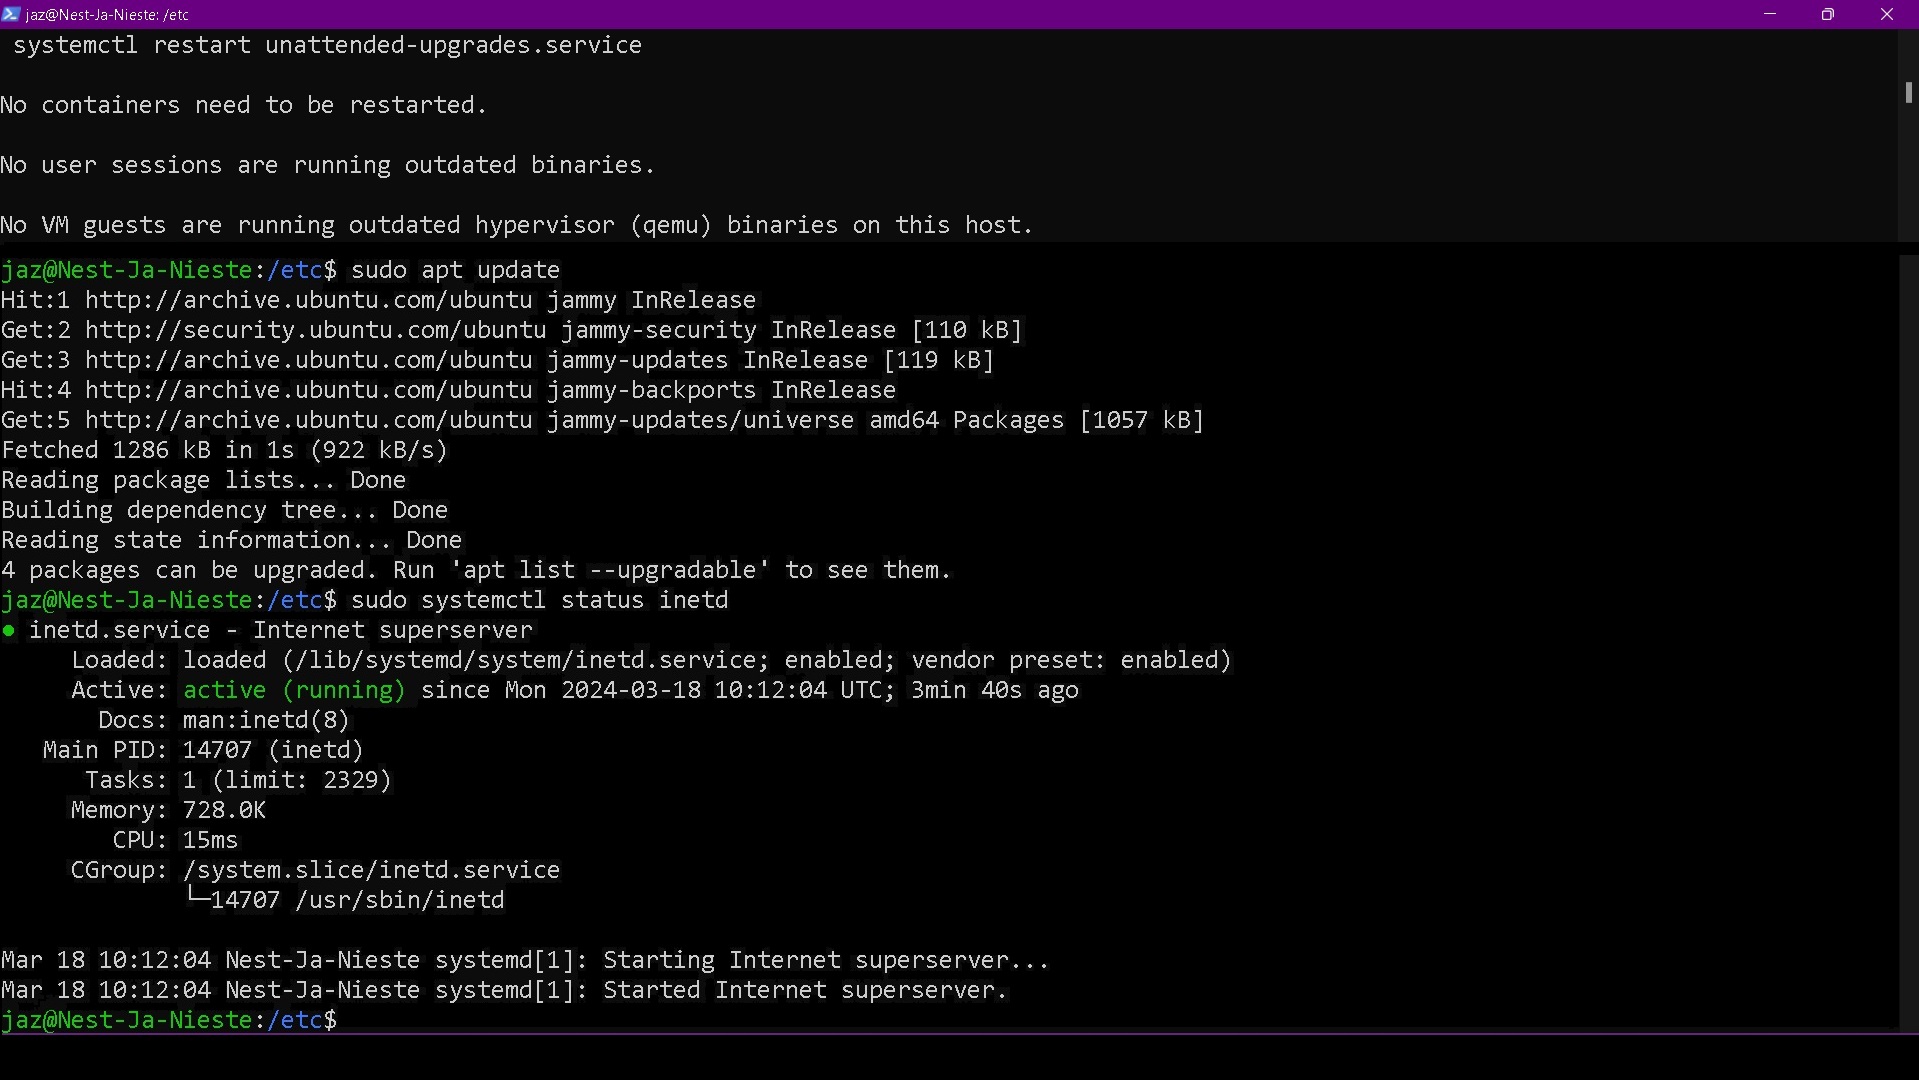 jaz@Nest-Ja-Nieste: /etc
systemctl restart unattended-upgrades.service
No containers need to be restarted.
No user sessions are running outdated binaries.
No VM guests are running outdated hypervisor (qemu) binaries on this host.
jaz@Nest-Ja-Nieste:/etc$ sudo apt update
Hit:1 http://archive.ubuntu.com/ubuntu jammy InRelease
Get:2 http://security.ubuntu.com/ubuntu jammy-security InRelease [110 kB]
Get:3 http://archive.ubuntu.com/ubuntu jammy-updates InRelease [119 kB]
Hit:4 http://archive.ubuntu.com/ubuntu jammy-backports InRelease
Get:5 http://archive.ubuntu.com/ubuntu jammy-updates/universe amd64 Packages [1057 kB]
Fetched 1286 kB in 1s (922 kB/s)
Reading package lists... Done
Building dependency tree... Done
Reading state information... Done
4 packages can be upgraded. Run 'apt list --upgradable' to see them.
jaz@Nest-Ja-Nieste:/etc$ sudo systemctl status inetd
● inetd.service - Internet superserver
Loaded: loaded (/lib/systemd/system/inetd.service; enabled; vendor preset: enabled)
Active: active (running) since Mon 2024-03-18 10:12:04 UTC; 3min 40s ago
Docs: man:inetd(8)
Main PID: 14707 (inetd)
Tasks: 1 (limit: 2329)
Memory: 728.0K
CPU: 15ms
CGroup: /system.slice/inetd.service
└─14707 /usr/sbin/inetd
Mar 18 10:12:04 Nest-Ja-Nieste systemd[1]: Starting Internet superserver...
Mar 18 10:12:04 Nest-Ja-Nieste systemd[1]: Started Internet superserver.
jaz@Nest-Ja-Nieste:/etc$